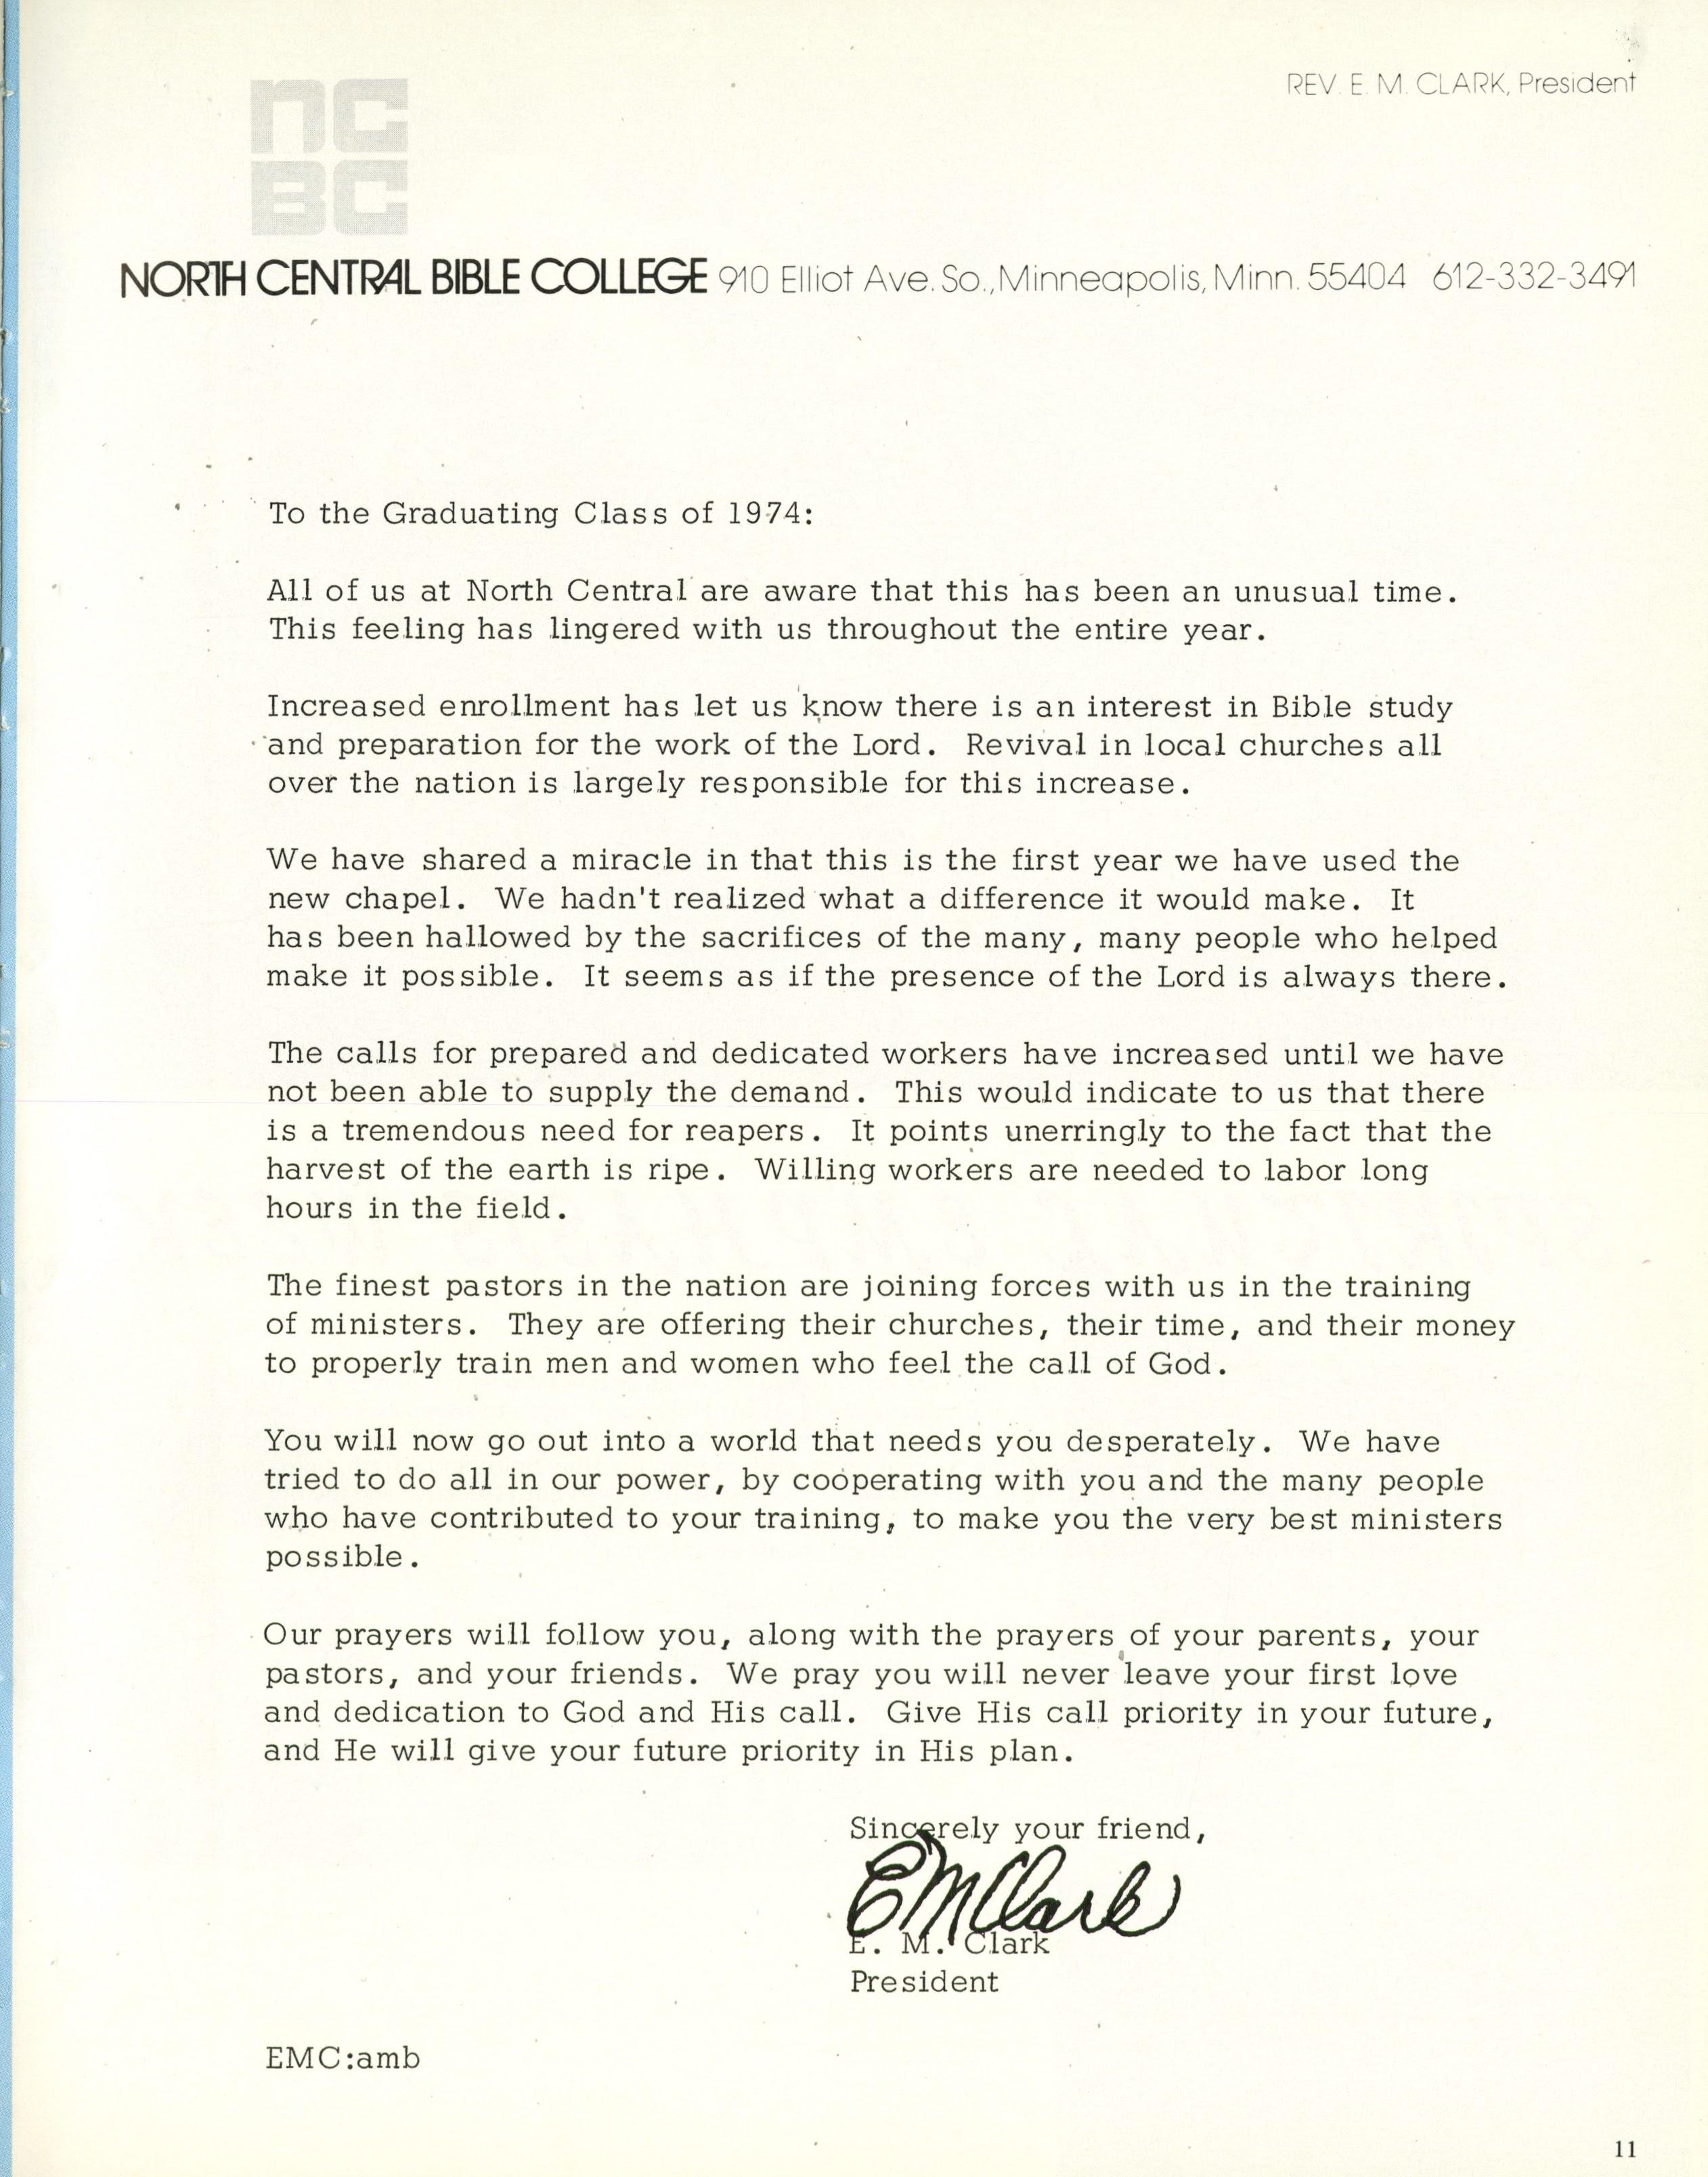 nc
BC
REV. E. M. CLARK, President
NORTH CENTRAL BIBLE COLLEGE 910 Elliot Ave. So., Minneapolis, Minn. 55404 612-332-3491
To the Graduating Class of 1974:
All of us at North Central are aware that this has been an unusual time.
This feeling has lingered with us throughout the entire year.
Increased enrollment has let us know there is an interest in Bible study
and preparation for the work of the Lord. Revival in local churches all
over the nation is largely responsible for this increase.
We have shared a miracle in that this is the first year we have used the
new chapel. We hadn't realized what a difference it would make. It
has been hallowed by the sacrifices of the many, many people who helped
make it possible. It seems as if the presence of the Lord is always there.
The calls for prepared and dedicated workers have increased until we have
not been able to supply the demand. This would indicate to us that there
is a tremendous need for reapers. It points unerringly to the fact that the
harvest of the earth is ripe. Willing workers are needed to labor long
hours in the field.
The finest pastors in the nation are joining forces with us in the training
of ministers. They are offering their churches, their time, and their money
to properly train men and women who feel the call of God.
You will now go out into a world that needs you desperately. We have
tried to do all in our power, by cooperating with you and the many people
who have contributed to your training, to make you the very best ministers
possible.
Our prayers will follow you, along with the prayers of your parents, your
pastors, and your friends. We pray you will never leave your first love
and dedication to God and His call. Give His call priority in your future,
and He will give your future priority in His plan.
Sincerely your friend,
EMClark
E. M. Clark
President
EMC:amb
11